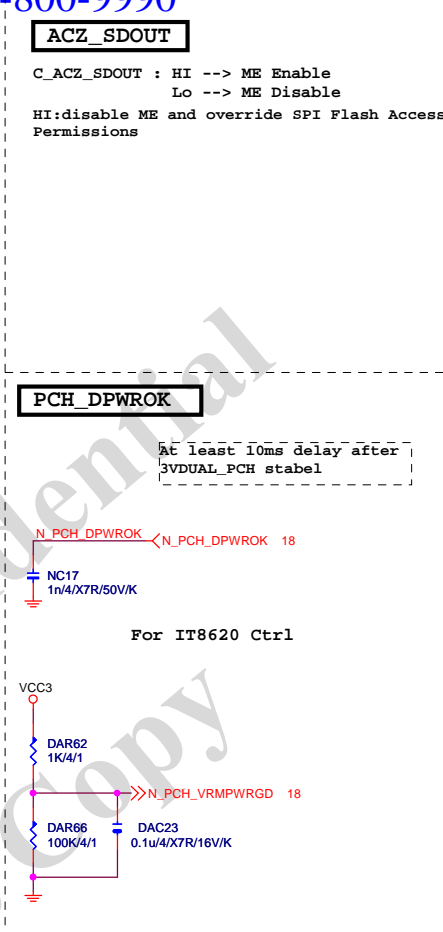 -800-9990
ACZ_SDOUT
C_ACZ_SDOUT : HI --> ME Enable
Lo --> ME Disable
HI:disable ME and override SPI Flash Access
Permissions
PCH_DPWROK
At least 10ms delay after
3VDUAL_PCH stabel
N_PCH_DPWROK
N_PCH_DPWROK 18
NC17
1n/4/X7R/50V/K
For IT8620 Ctrl
VCC3
DAR62
1K/4/1
N_PCH_VRMPWRGD 18
DAR66
100K/4/1
DAC23
0.1u/4/X7R/16V/K
dential
Copy